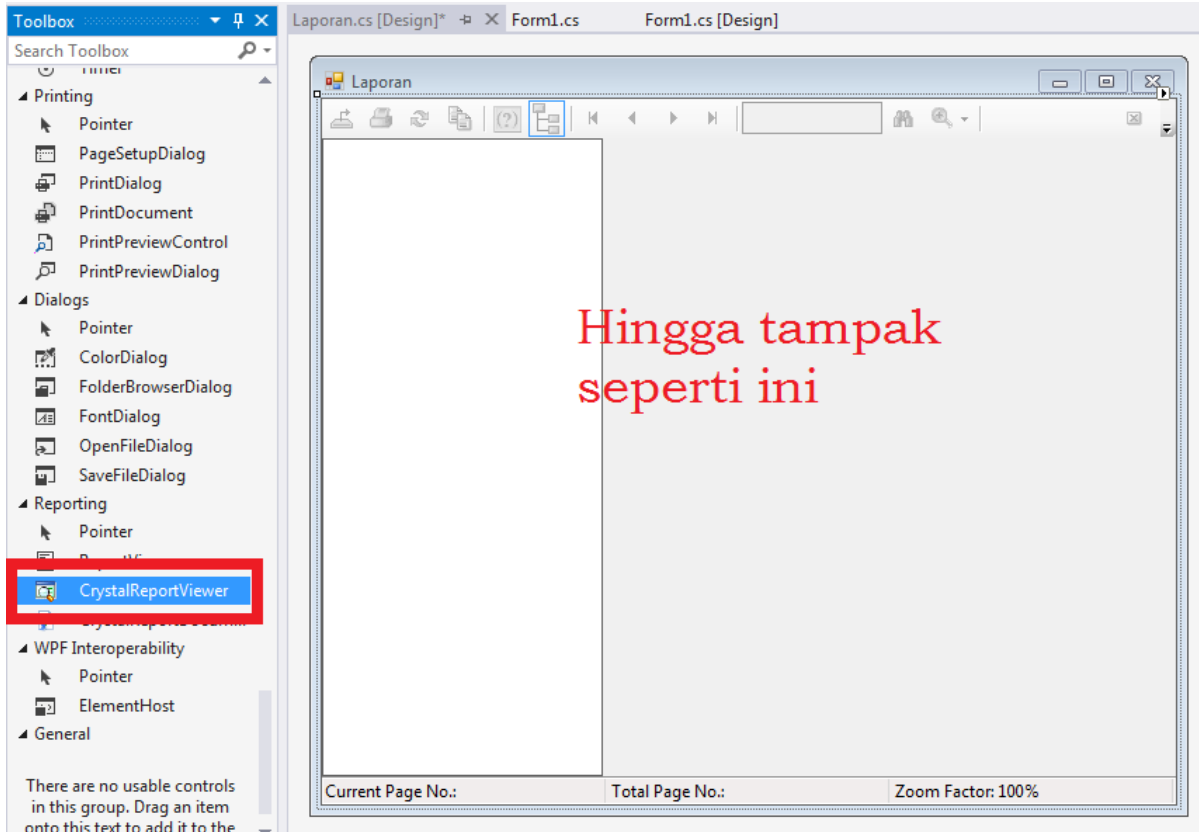 Toolbox
Laporan.cs [Design]*
Form1.cs
Form1.cs [Design]
Search Toolbox
Timer
Printing
Pointer
PageSetupDialog
PrintDialog
PrintDocument
PrintPreviewControl
PrintPreviewDialog
Dialogs
Pointer
ColorDialog
FolderBrowserDialog
FontDialog
OpenFileDialog
SaveFileDialog
Reporting
Pointer
CrystalReportViewer
WPF Interoperability
Pointer
ElementHost
General
There are no usable controls
in this group. Drag an item
onto this text to add it to the
Laporan
Hingga tampak
seperti ini
Current Page No.:
Total Page No.:
Zoom Factor: 100%